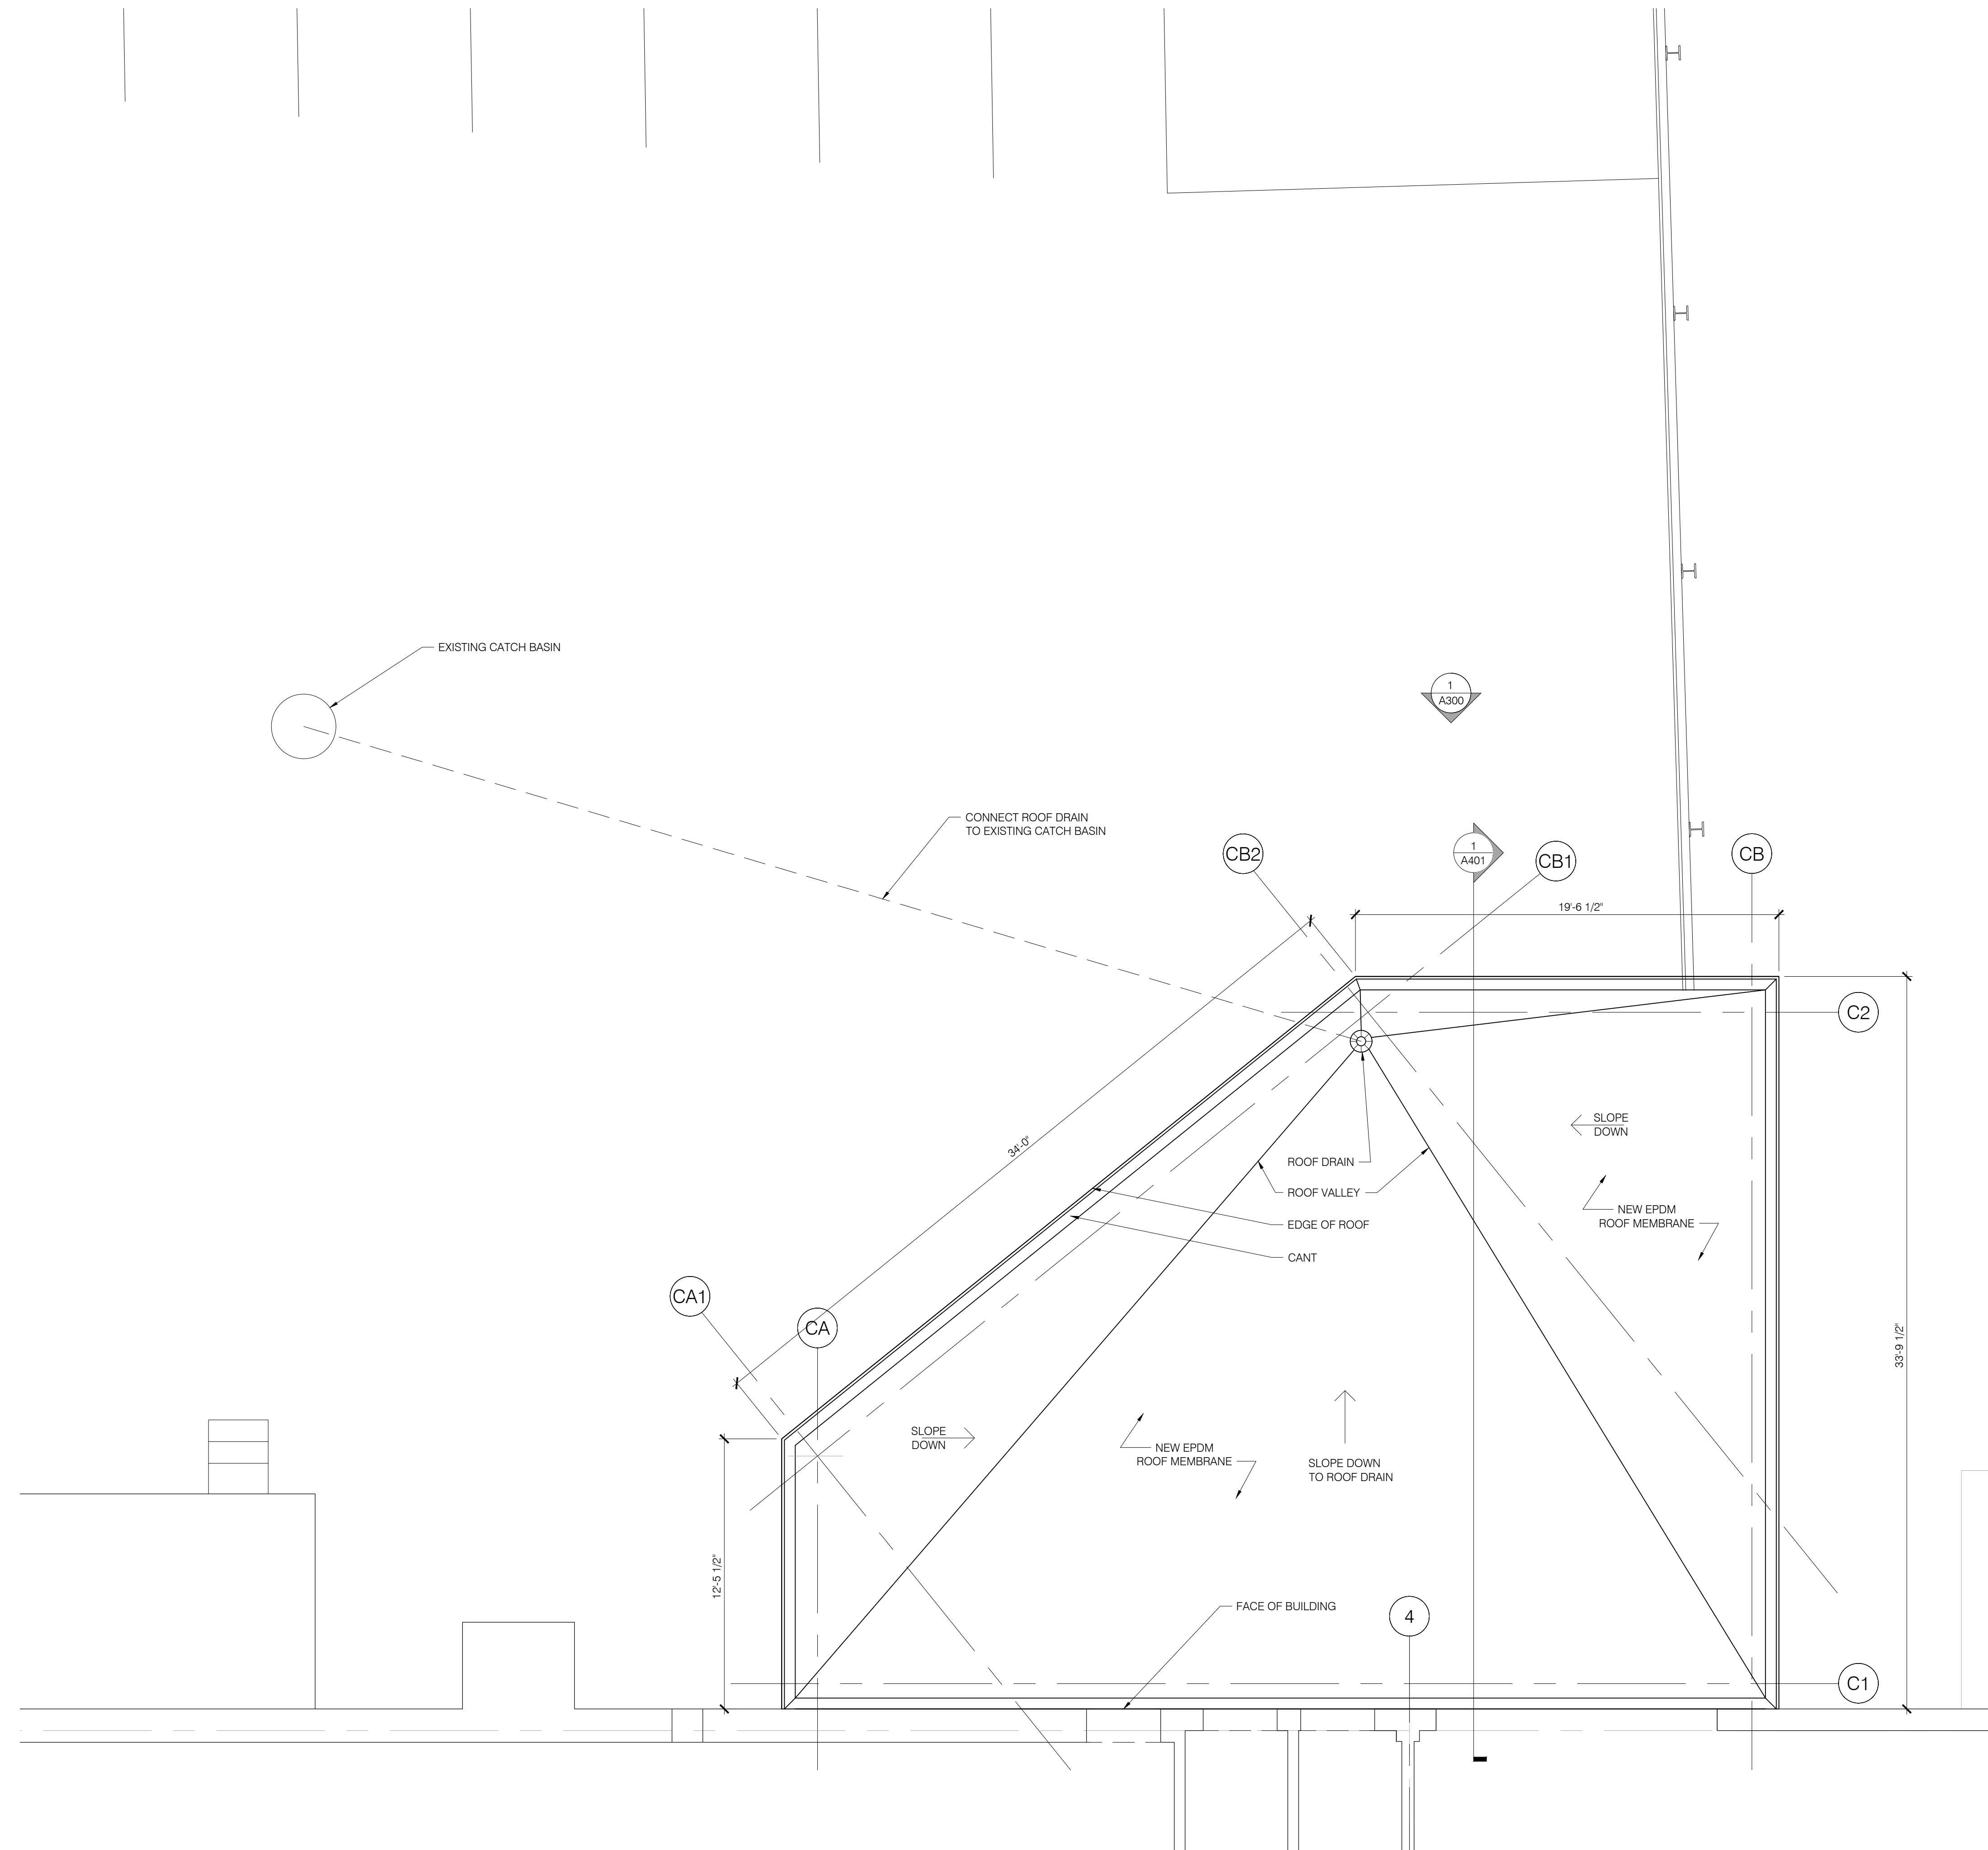 EXISTING CATCH BASIN
1
A300
CONNECT ROOF DRAIN
TO EXISTING CATCH BASIN
CB2
1
A401
CB1
CB
19'-6 1/2"
C2
34'-0"
SLOPE
DOWN
ROOF DRAIN
ROOF VALLEY
NEW EPDM
ROOF MEMBRANE
EDGE OF ROOF
CANT
CA1
CA
33'-9 1/2"
SLOPE
DOWN
NEW EPDM
ROOF MEMBRANE
SLOPE DOWN
TO ROOF DRAIN
12'-5 1/2"
FACE OF BUILDING
4
C1